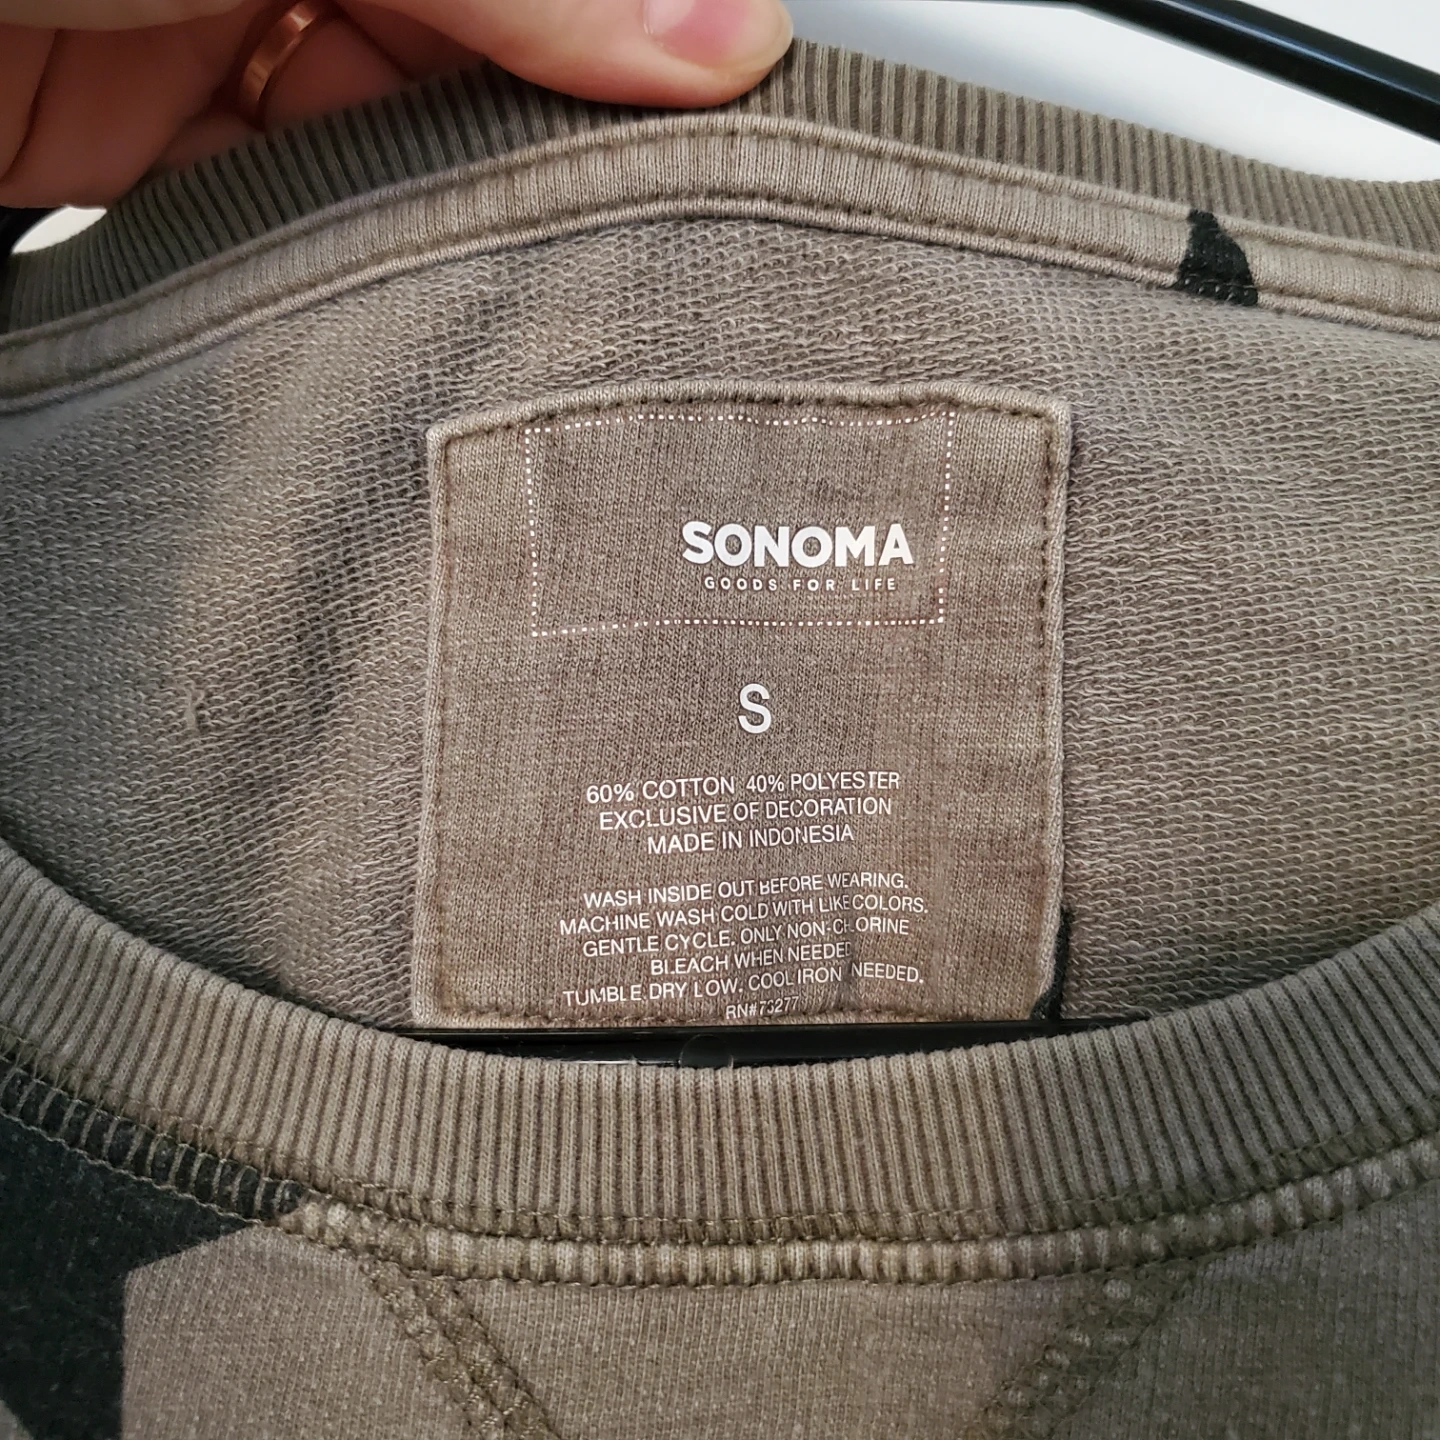 SONOMA
GOODS FOR LIFE
S
60% COTTON 40% POLYESTER
EXCLUSIVE OF DECORATION
MADE IN INDONESIA
WASH INSIDE OUT BEFORE WEARING.
MACHINE WASH COLD WITH LIKE COLORS.
GENTLE CYCLE. ONLY NON-CHLORINE
BLEACH WHEN NEEDED
TUMBLE DRY LOW. COOL IRON NEEDED.
RN#73277